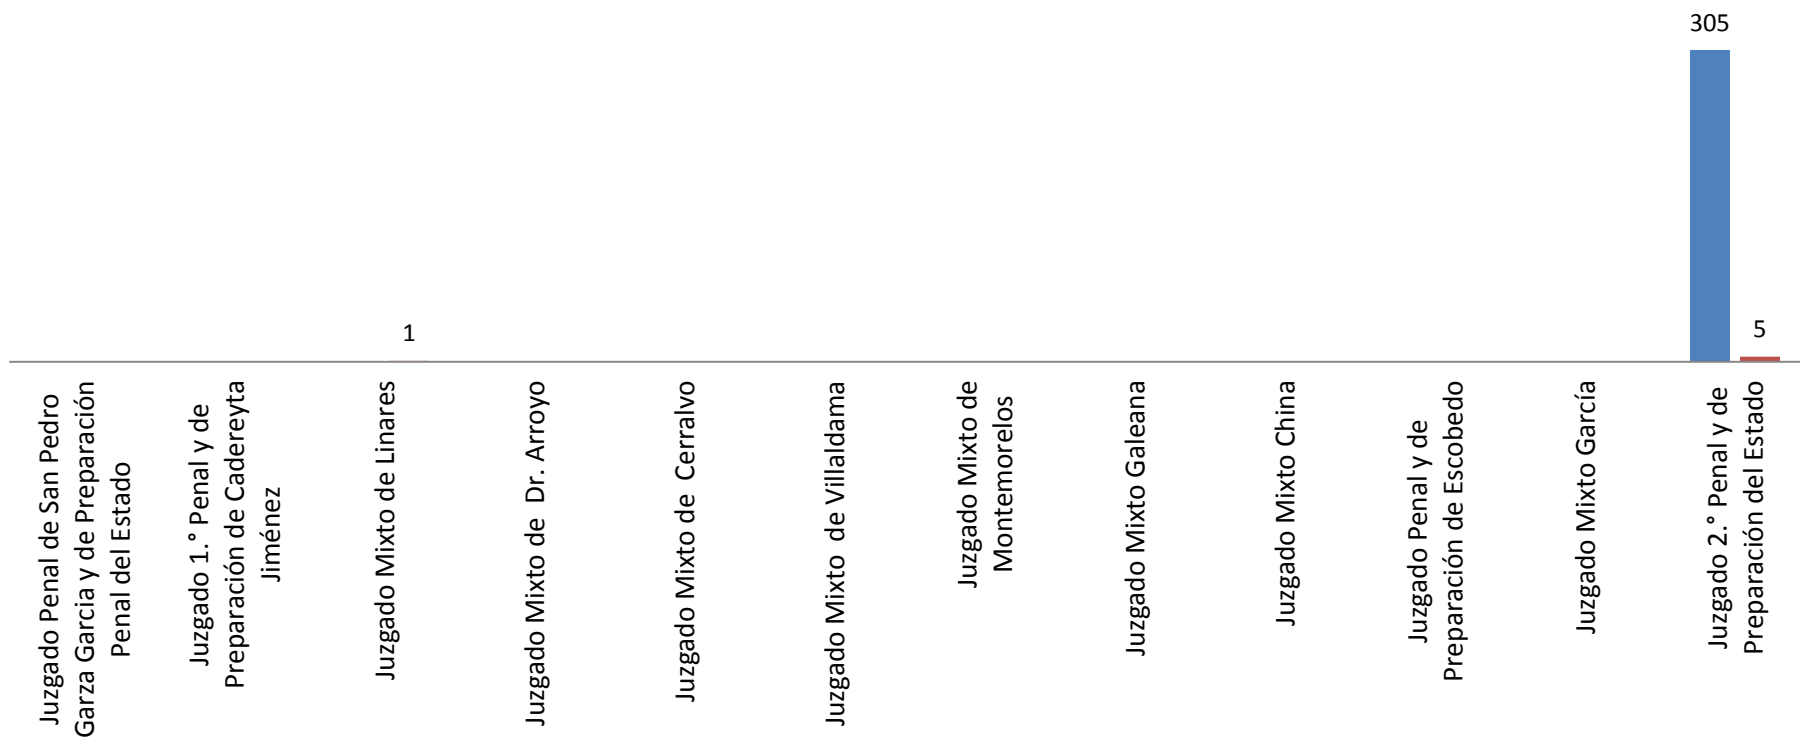 305
1
5
Juzgado Penal de San Pedro
Garza Garcia y de Preparación
Penal del Estado
Juzgado 1.° Penal y de
Preparación de Cadereyta
Jiménez
Juzgado Mixto de Linares
Juzgado Mixto de  Dr. Arroyo
Juzgado Mixto de  Cerralvo
Juzgado Mixto  de Villaldama
Juzgado Mixto de
Montemorelos
Juzgado Mixto Galeana
Juzgado Mixto China
Juzgado Penal y de
Preparación de Escobedo
Juzgado Mixto García
Juzgado 2.° Penal y de
Preparación del Estado